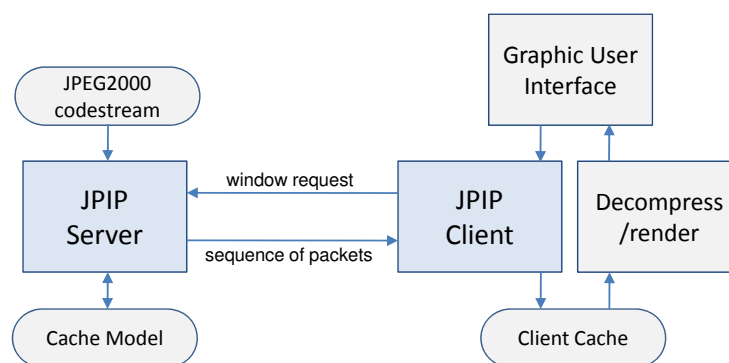 Graphic User
Interface
JPEG2000
codestream
JPIP
Server
window request
sequence of packets
JPIP
Client
Decompress
/render
Cache Model
Client Cache